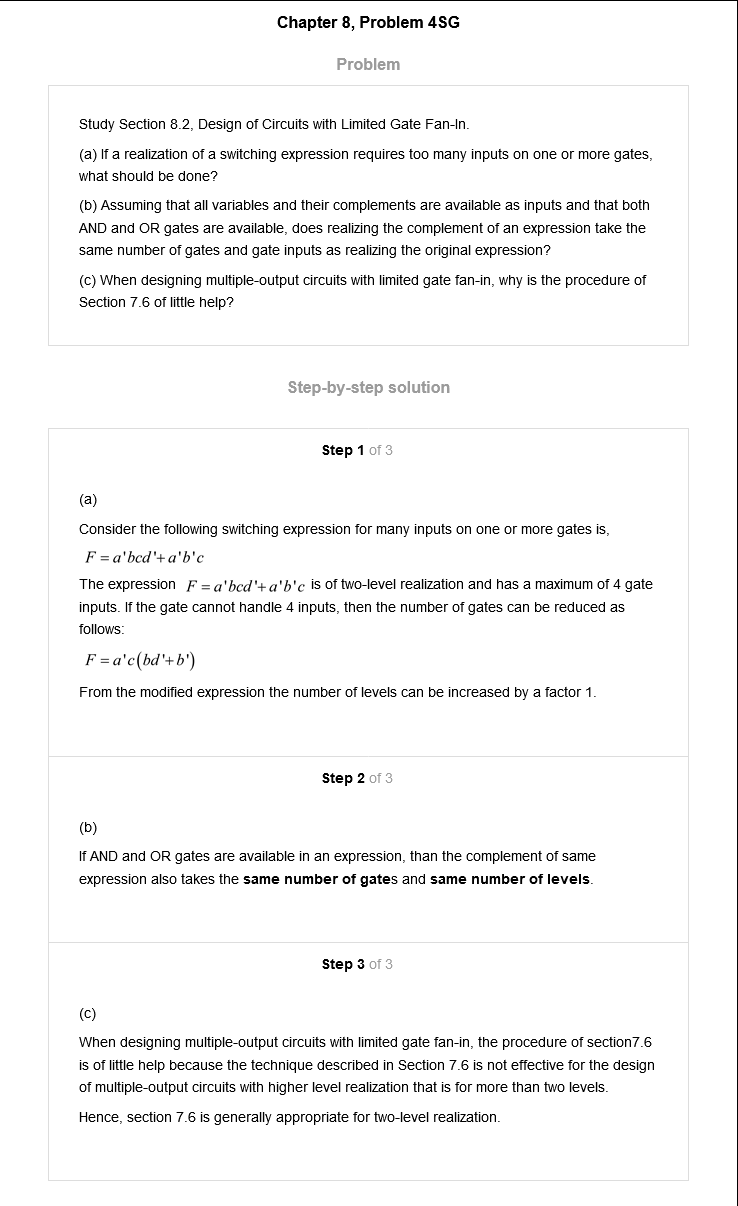 Chapter 8, Problem 4SG
Problem
Study Section 8.2, Design of Circuits with Limited Gate Fan-In.
(a) If a realization of a switching expression requires too many inputs on one or more gates,
what should be done?
(b) Assuming that all variables and their complements are available as inputs and that both
AND and OR gates are available, does realizing the complement of an expression take the
same number of gates and gate inputs as realizing the original expression?
(c) When designing multiple-output circuits with limited gate fan-in, why is the procedure of
Section 7.6 of little help?
Step-by-step solution
Step 1 of 3
(a)
Consider the following switching expression for many inputs on one or more gates is,
F = a'bcd'+a'b'c
The expression F = a'bcd'+a'b'c is of two-level realization and has a maximum of 4 gate
inputs. If the gate cannot handle 4 inputs, then the number of gates can be reduced as
follows:
F = a'c(bd'+b')
From the modified expression the number of levels can be increased by a factor 1.
Step 2 of 3
(b)
If AND and OR gates are available in an expression, than the complement of same
expression also takes the same number of gates and same number of levels.
Step 3 of 3
(c)
When designing multiple-output circuits with limited gate fan-in, the procedure of section7.6
is of little help because the technique described in Section 7.6 is not effective for the design
of multiple-output circuits with higher level realization that is for more than two levels.
Hence, section 7.6 is generally appropriate for two-level realization.